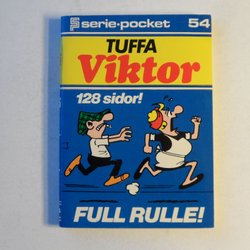 serie-pocket 54
TUFFA
Viktor
128 sidor!
FULL RULLE!